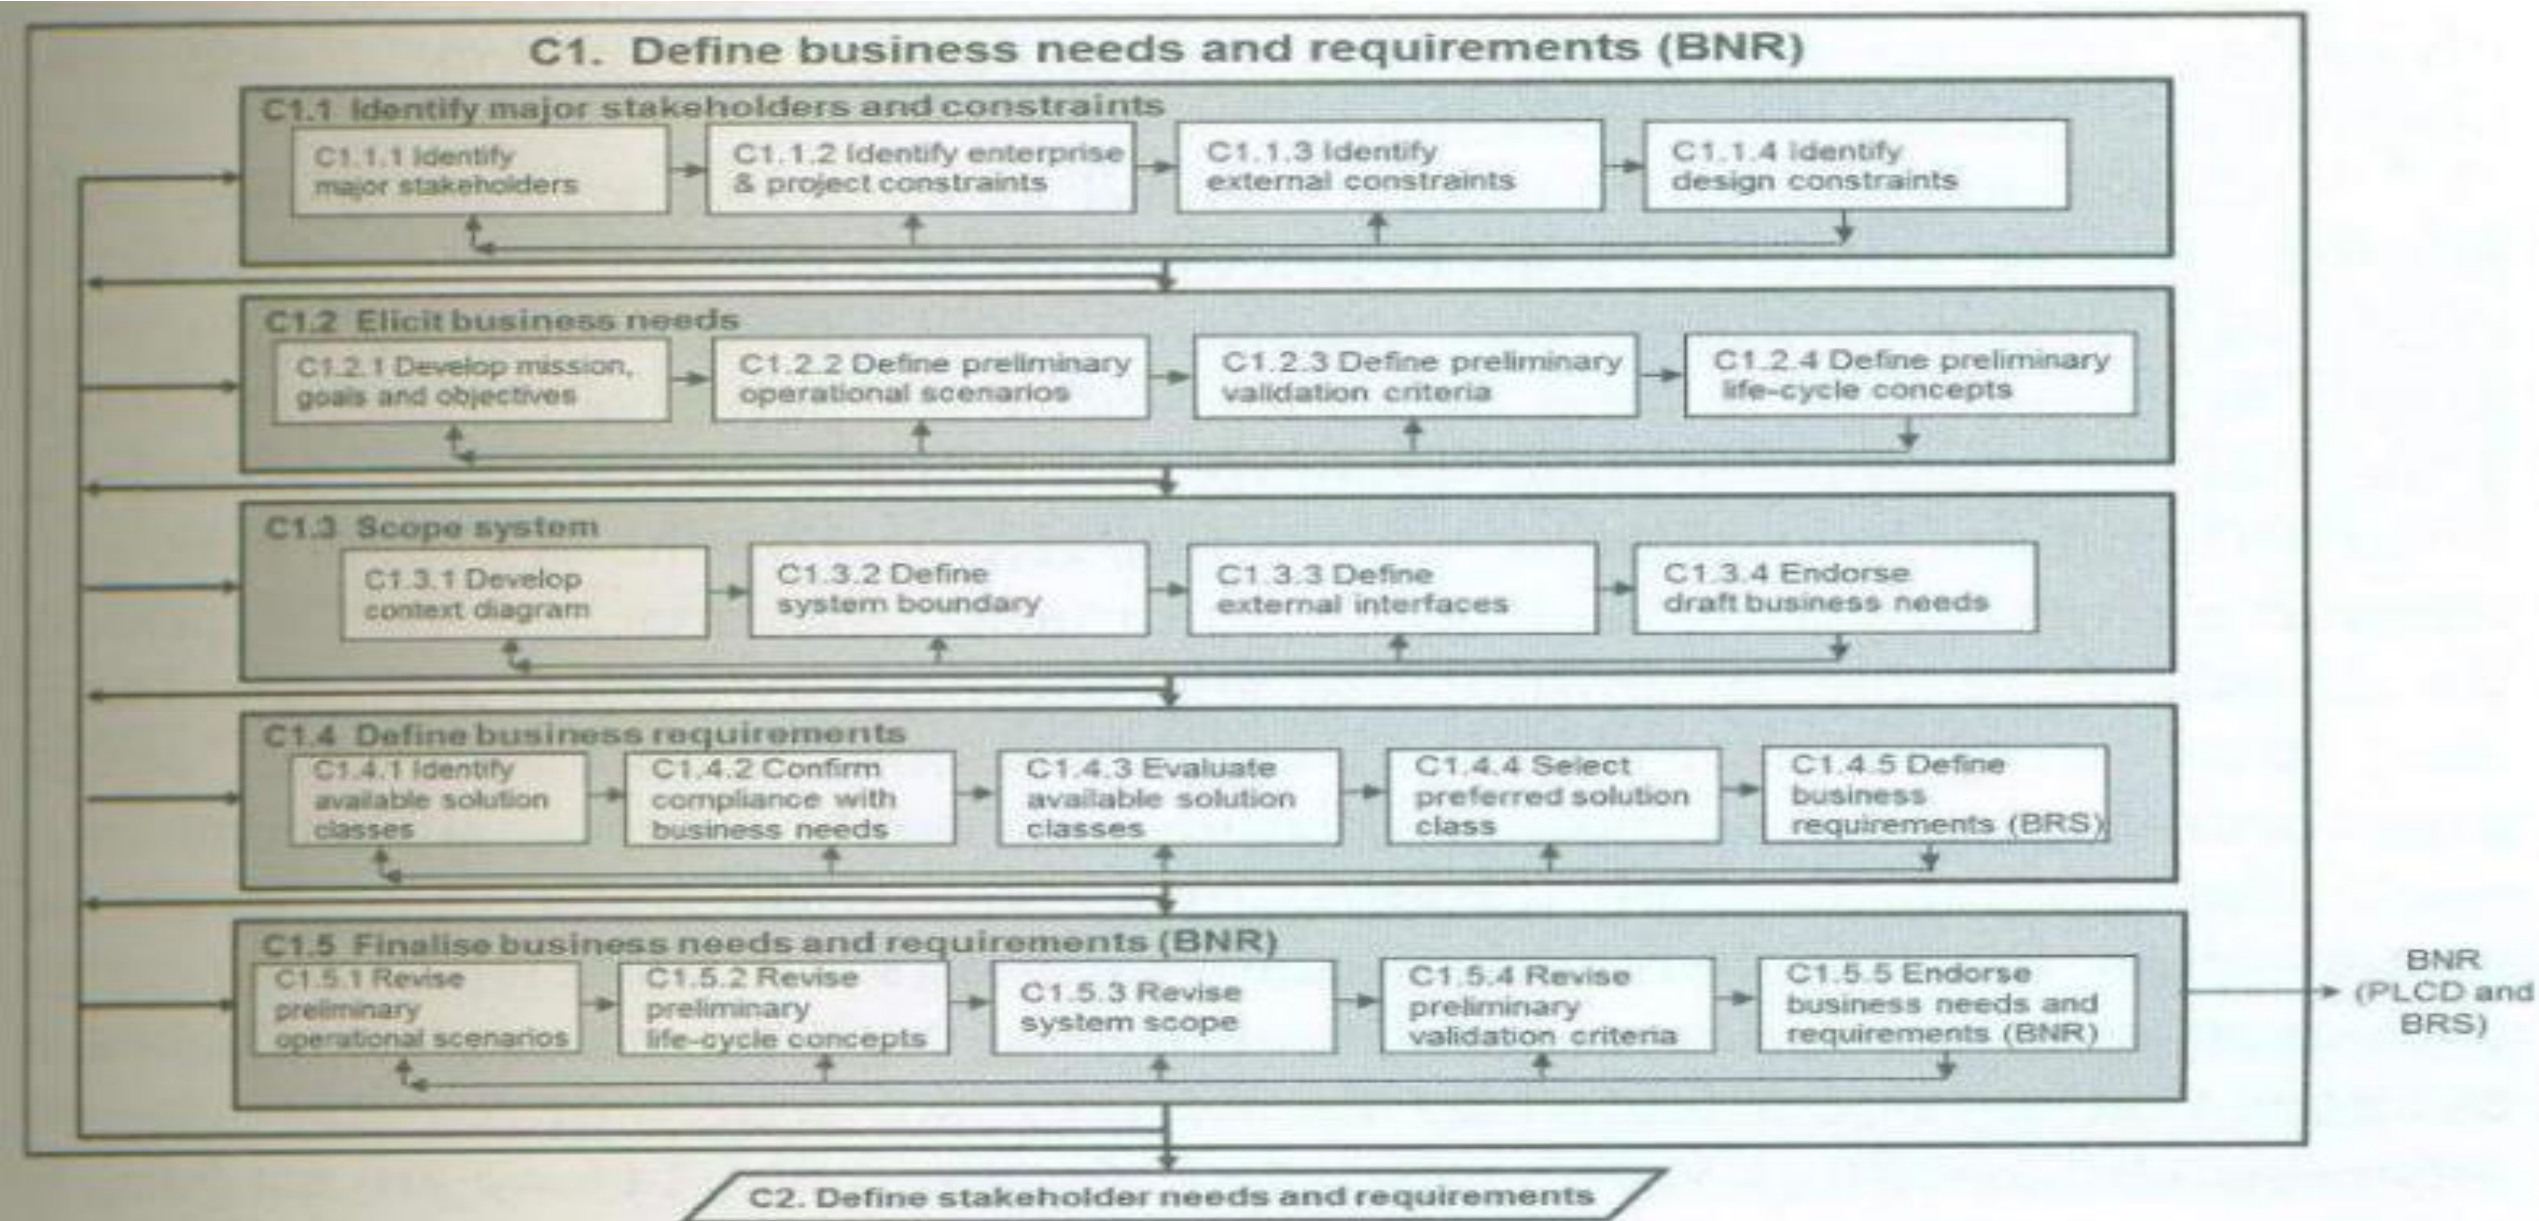 C1. Define business needs and requirements (BNR)
C1.1 Identify major stakeholders and constraints
C1.1.1 Identify
major stakeholders
C1.1.2 Identify enterprise
& project constraints
C1.1.3 Identify
external constraints
C1.1.4 Identify
design constraints
C1.2 Elicit business needs
C1.2.1 Develop mission,
goals and objectives
C1.2.2 Define preliminary
operational scenarios
C1.2.3 Define preliminary
validation criteria
C1.2.4 Define preliminary
life-cycle concepts
C1.3 Scope system
C1.3.1 Develop
context diagram
C1.3.2 Define
system boundary
C1.3.3 Define
external interfaces
C1.3.4 Endorse
draft business needs
C1.4 Define business requirements
C1.4.1 Identify
available solution
classes
C1.4.2 Confirm
compliance with
business needs
C1.4.3 Evaluate
available solution
classes
C1.4.4 Select
preferred solution
class
C1.4.5 Define
business
requirements (BRS)
C1.5 Finalise business needs and requirements (BNR)
C1.5.1 Revise
preliminary
operational scenarios
C1.5.2 Revise
preliminary
life-cycle concepts
C1.5.3 Revise
system scope
C1.5.4 Revise
preliminary
validation criteria
C1.5.5 Endorse
business needs and
requirements (BNR)
BNR
(PLCD and
BRS)
C2. Define stakeholder needs and requirements